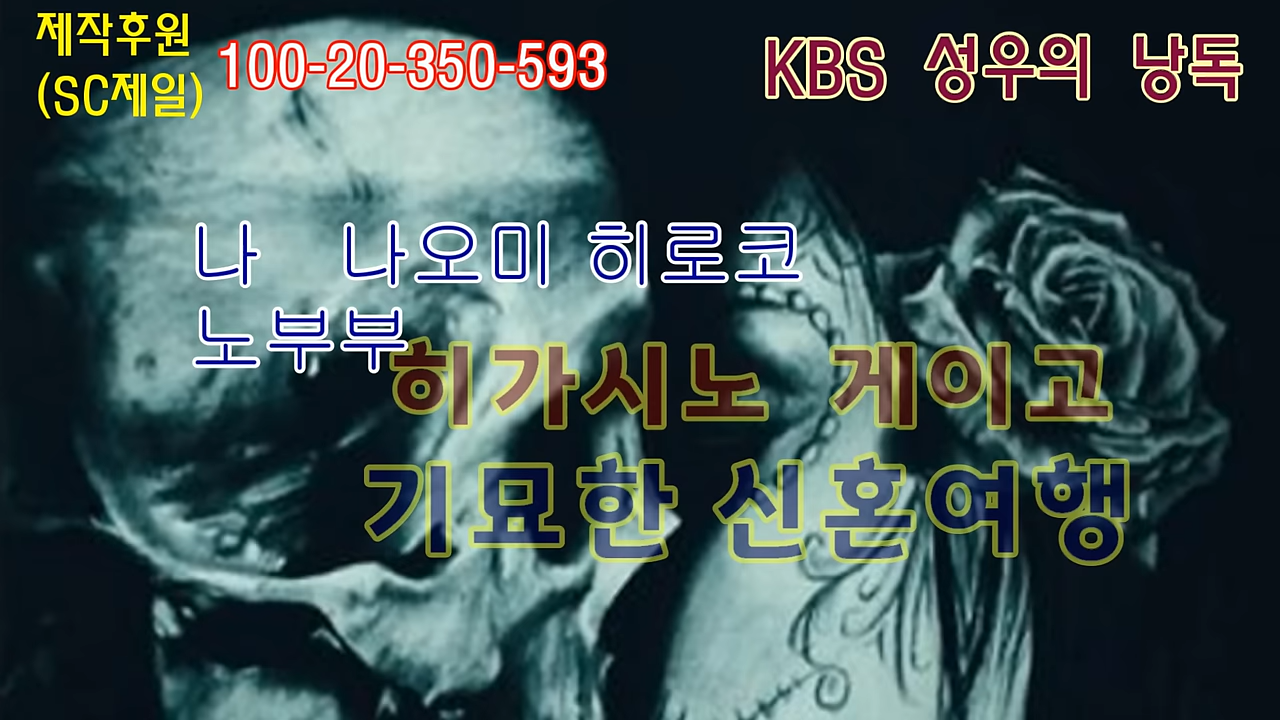 제작후원
(SC제일)
100-20-350-593
KBS 성우의 낭독
나 나오미 히로코
노부부
히가시노 게이고
기묘한 신혼여행